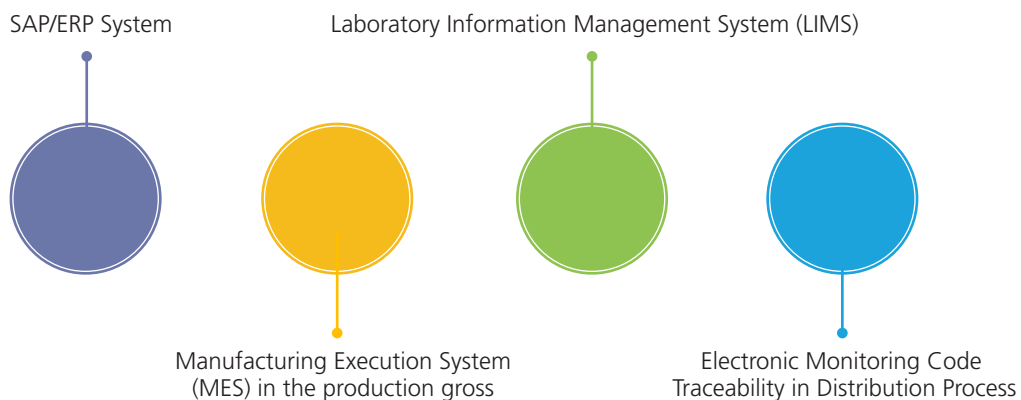 SAP/ERP System
Laboratory Information Management System (LIMS)
Manufacturing Execution System
(MES) in the production gross
Electronic Monitoring Code
Traceability in Distribution Process